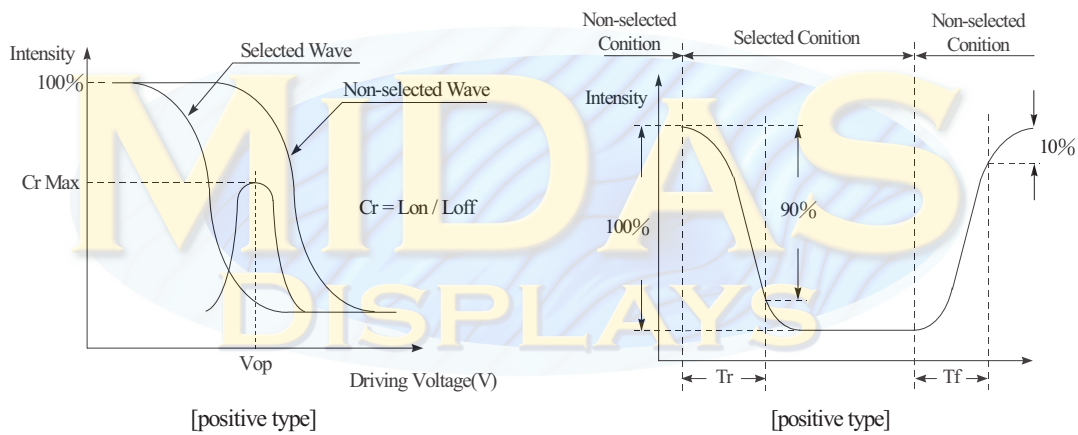 Intensity
100%
Selected Wave
Non-selected Wave
Cr Max
Cr = Lon / Loff
Vop
Driving Voltage(V)
[positive type]
Non-selected
Conition
Selected Conition
Non-selected
Conition
Intensity
100%
90%
10%
Tr
Tf
[positive type]
MIDAS
DISPLAYS